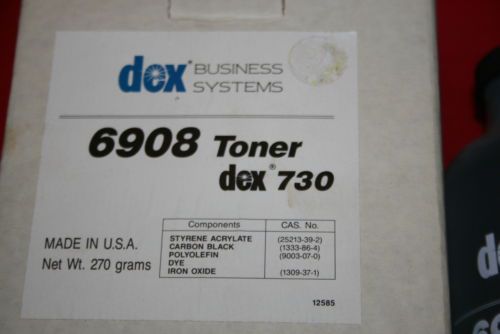 dex® BUSINESS
SYSTEMS
6908 Toner
dex® 730
Components CAS. No.
STYRENE ACRYLATE (25213-39-2)
CARBON BLACK (1333-86-4)
POLYOLEFIN (9003-07-0)
DYE
IRON OXIDE (1309-37-1)
MADE IN U.S.A.
Net Wt. 270 grams
12585
de